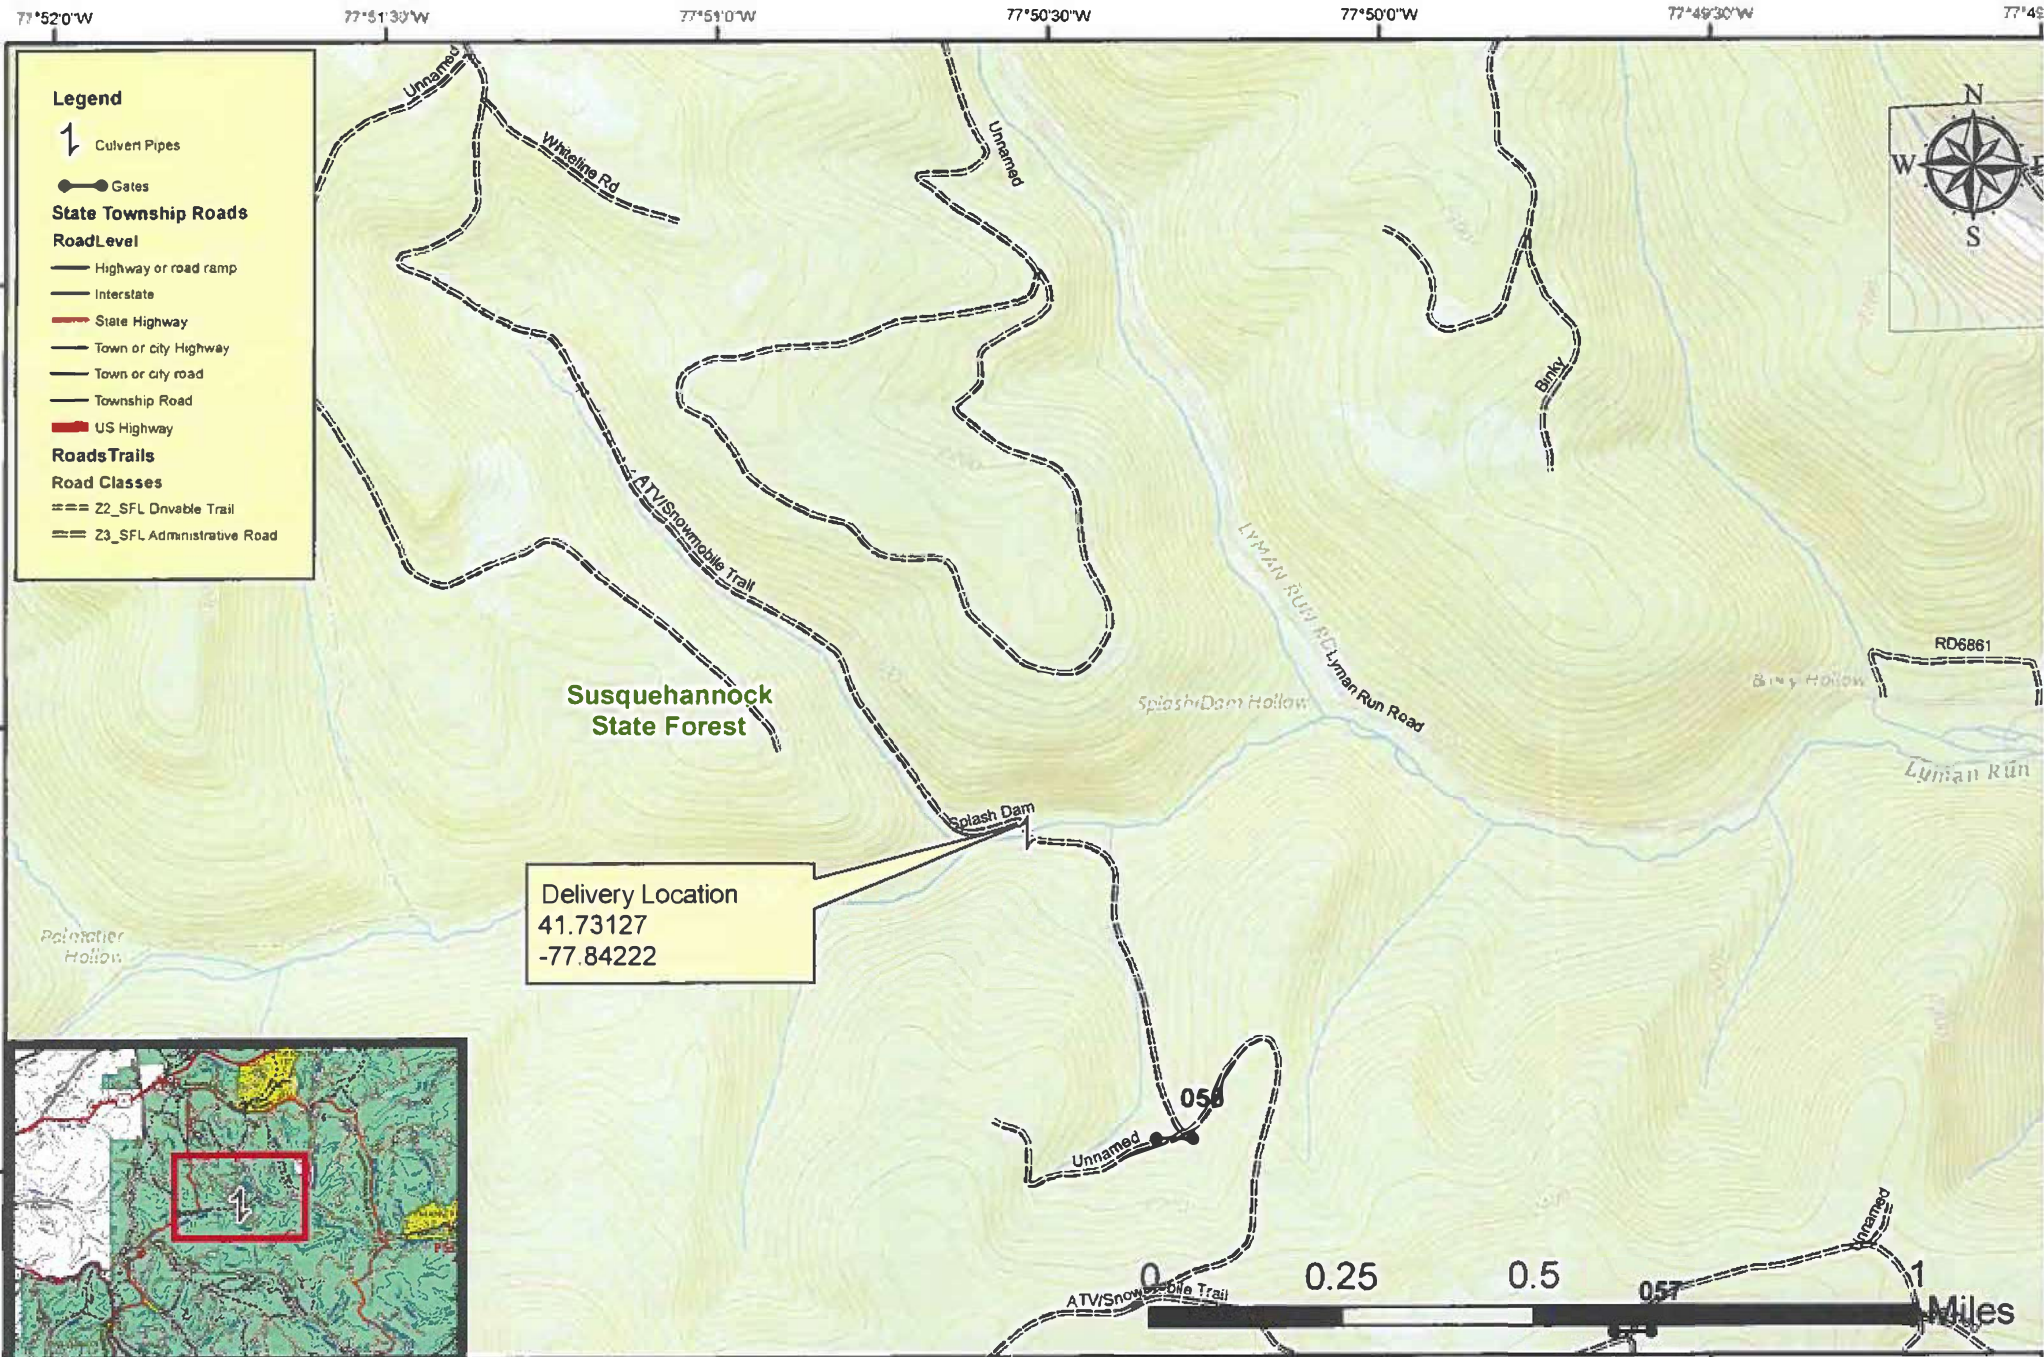 77°52'0"W
77°51'30"W
77°51'0"W
77°50'30"W
77°50'0"W
77°49'30"W
Legend
Culvert Pipes
Gates
State Township Roads
RoadLevel
Highway or road ramp
Interstate
State Highway
Town or city Highway
Town or city road
Township Road
US Highway
RoadsTrails
Road Classes
Z2_SFL Drivable Trail
Z3_SFL Administrative Road
Unnamed
Whiteline Rd
Unnamed
N
W
E
S
Binky
ATV/Snowmobile Trail
LYMAN RUN RD
Lyman Run Road
RD6861
Susquehannock
State Forest
Splash Dam Hollow
Binky Hollow
Lyman Run
Splash Dam
Delivery Location
41.73127
-77.84222
Palmatier
Hollow
Unnamed
Unnamed
ATV/Snowmobile Trail
057
0
0.25
0.5
1
Miles